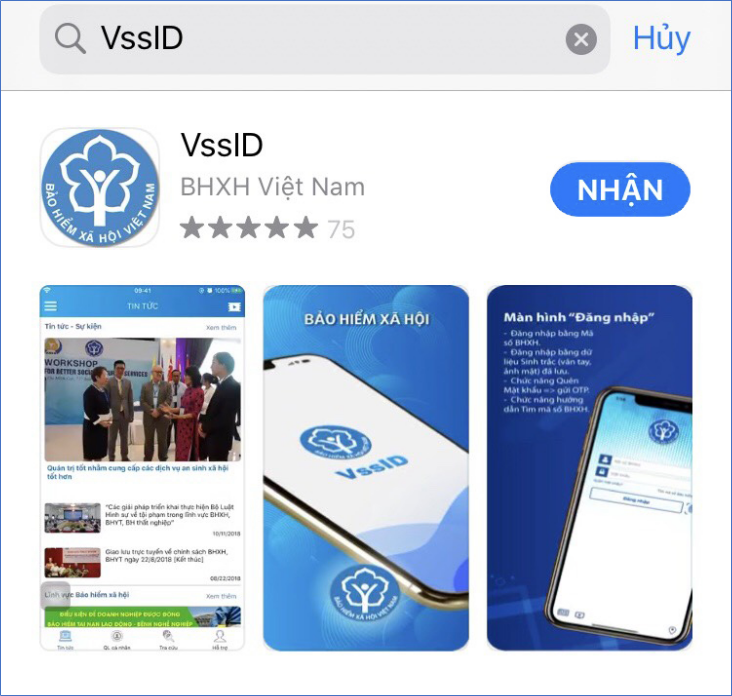 VssID
Hủy
VssID
BHXH Việt Nam
NHẬN
75
BẢO HIỂM XÃ HỘI VIỆT NAM
09:41
100%
TIN TỨC
Tin tức - Sự kiện
Xem thêm
WORKSHOP
FOR BETTER SOCIAL SERVICES
Quản trị tốt nhằm cung cấp các dịch vụ an sinh xã hội
tốt hơn
"Các giải pháp triển khai thực hiện Bộ Luật
Hình sự về tội phạm trong lĩnh vực BHXH,
BHYT, BH thất nghiệp"
Giao lưu trực tuyến về chính sách BHXH,
BHYT ngày 22/8/2018 [Kết thúc]
08/22/2018
Lĩnh vực Bảo hiểm xã hội
Xem thêm
ĐIỀU KIỆN ĐỂ DOANH NGHIỆP ĐƯỢC ĐÓNG
BẢO HIỂM TAI NẠN LAO ĐỘNG - BỆNH NGHỀ NGHIỆP
Tin tức
QL cá nhân
Tra cứu
Hỗ trợ
BẢO HIỂM XÃ HỘI
VssID
BẢO HIỂM XÃ HỘI VIỆT NAM
Màn hình "Đăng nhập"
- Đăng nhập bằng Mã
số BHXH.
- Đăng nhập bằng dữ
liệu Sinh trắc (vân tay,
ảnh mặt) đã lưu.
- Chức năng Quên
Mật khẩu => gửi OTP.
- Chức năng hướng
dẫn Tìm mã số BHXH.
Đăng nhập